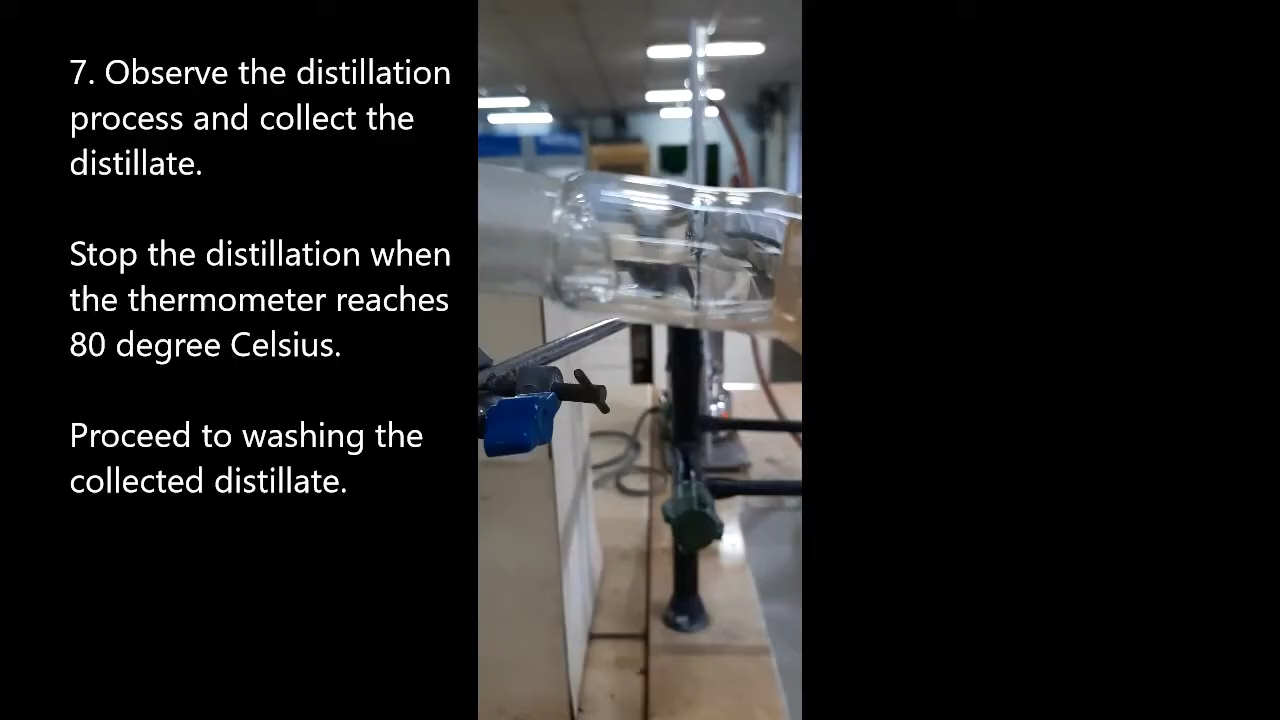 7. Observe the distillation
process and collect the
distillate.
Stop the distillation when
the thermometer reaches
80 degree Celsius.
Proceed to washing the
collected distillate.